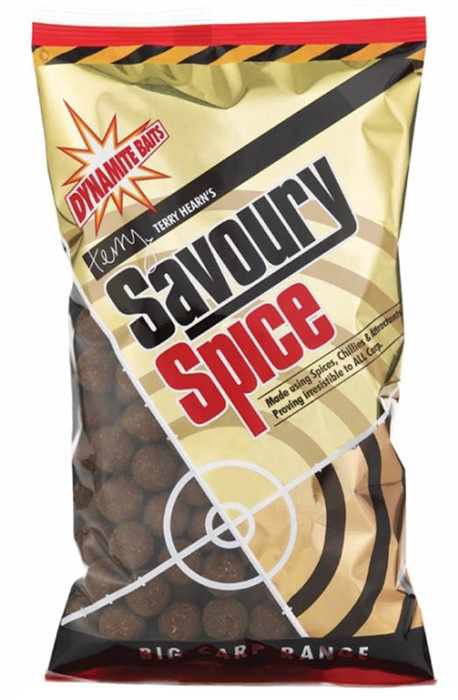 DYNAMITE BAITS
Terry
TERRY HEARN'S
Savoury
Spice
Made using Spices, Chillies & Attractants
Proving irresistible to ALL Carp.
BIG CARP RANGE